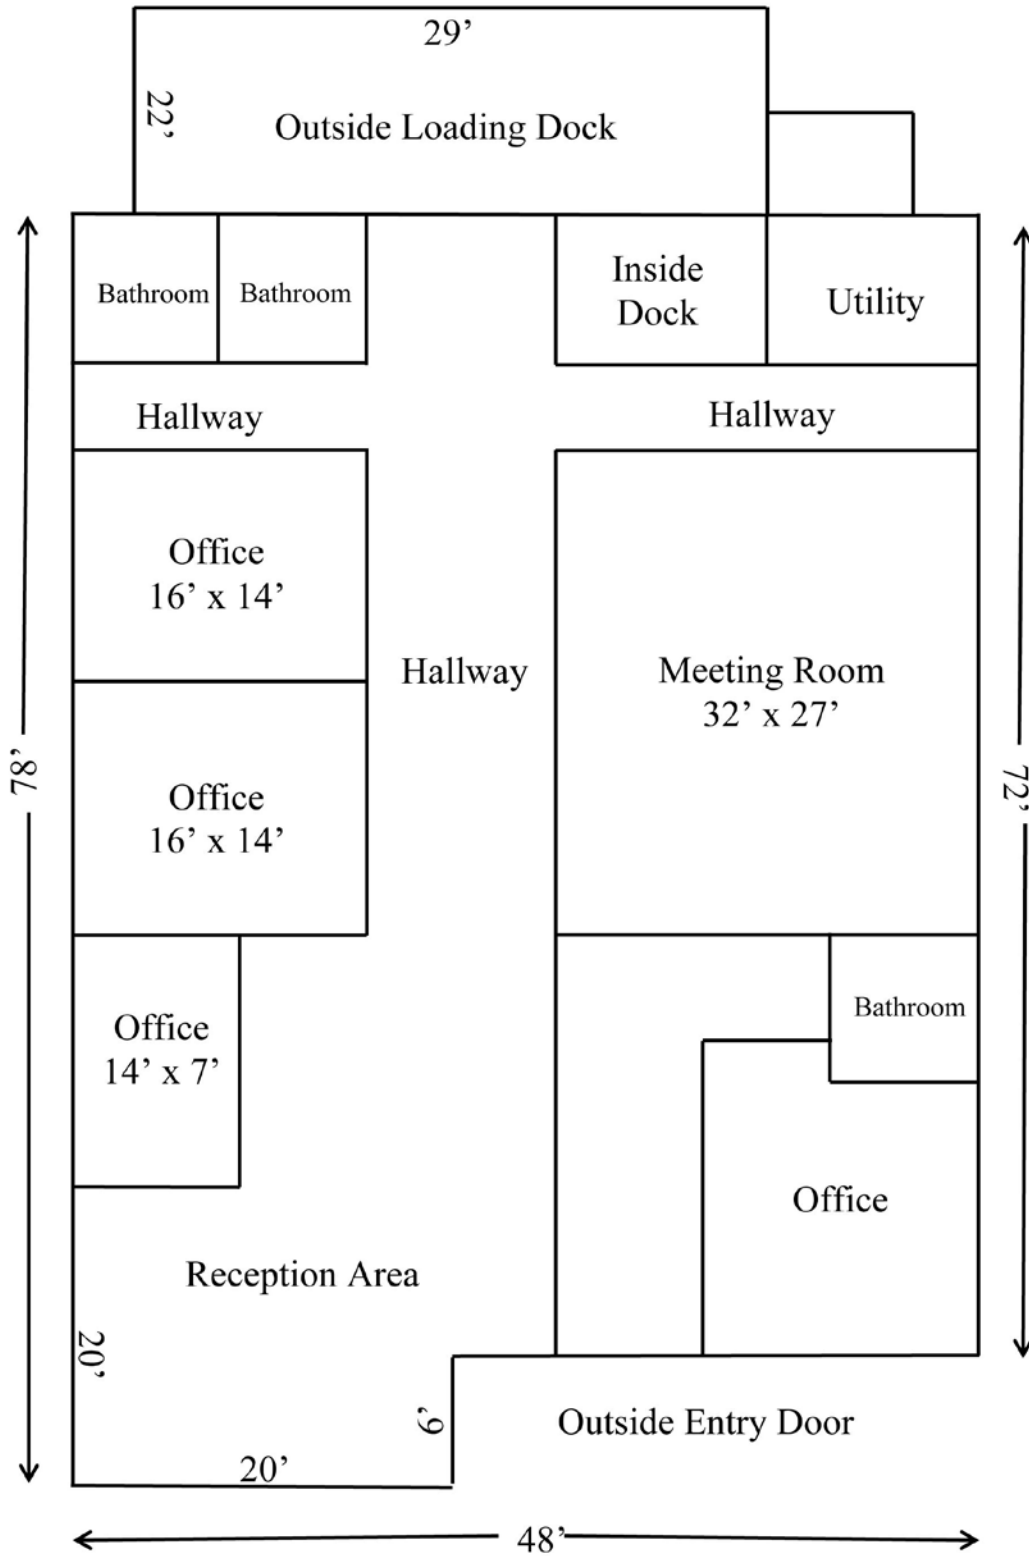 29’
22’
Outside Loading Dock
Bathroom
Bathroom
Inside
Dock
Utility
Hallway
Hallway
Office
16’ x 14’
Hallway
Meeting Room
32’ x 27’
78’
72’
Office
16’ x 14’
Office
14’ x 7’
Bathroom
Office
Reception Area
20’
6’
Outside Entry Door
20’
48’